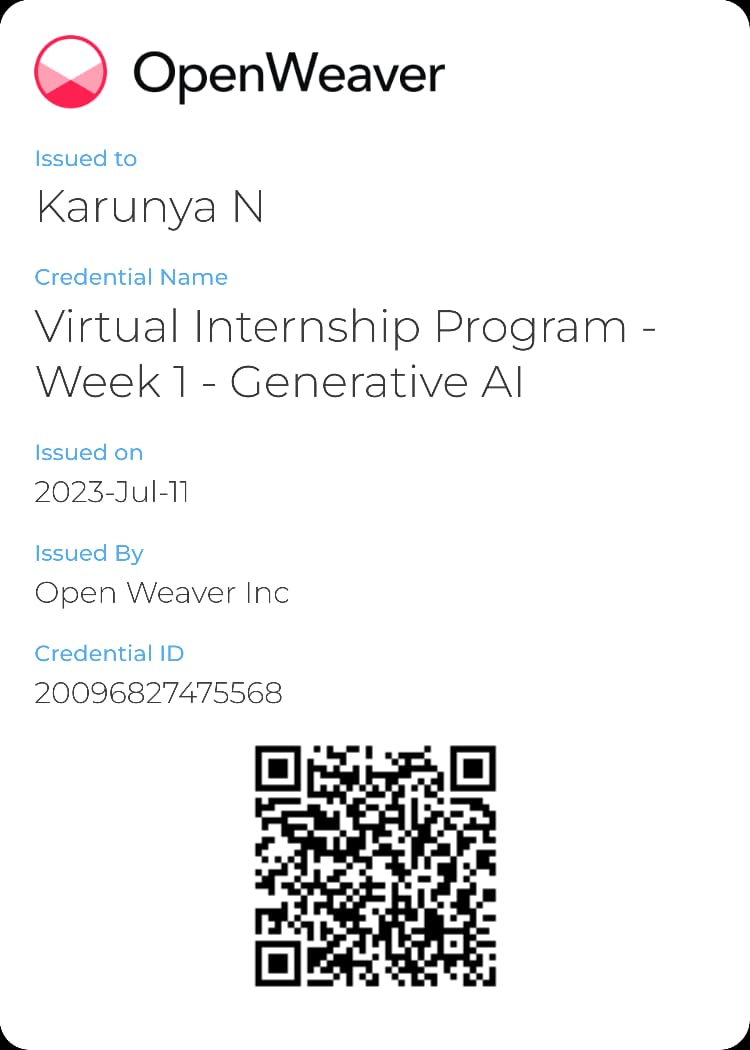 OpenWeaver
Issued to
Karunya N
Credential Name
Virtual Internship Program -
Week 1 - Generative AI
Issued on
2023-Jul-11
Issued By
Open Weaver Inc
Credential ID
20096827475568